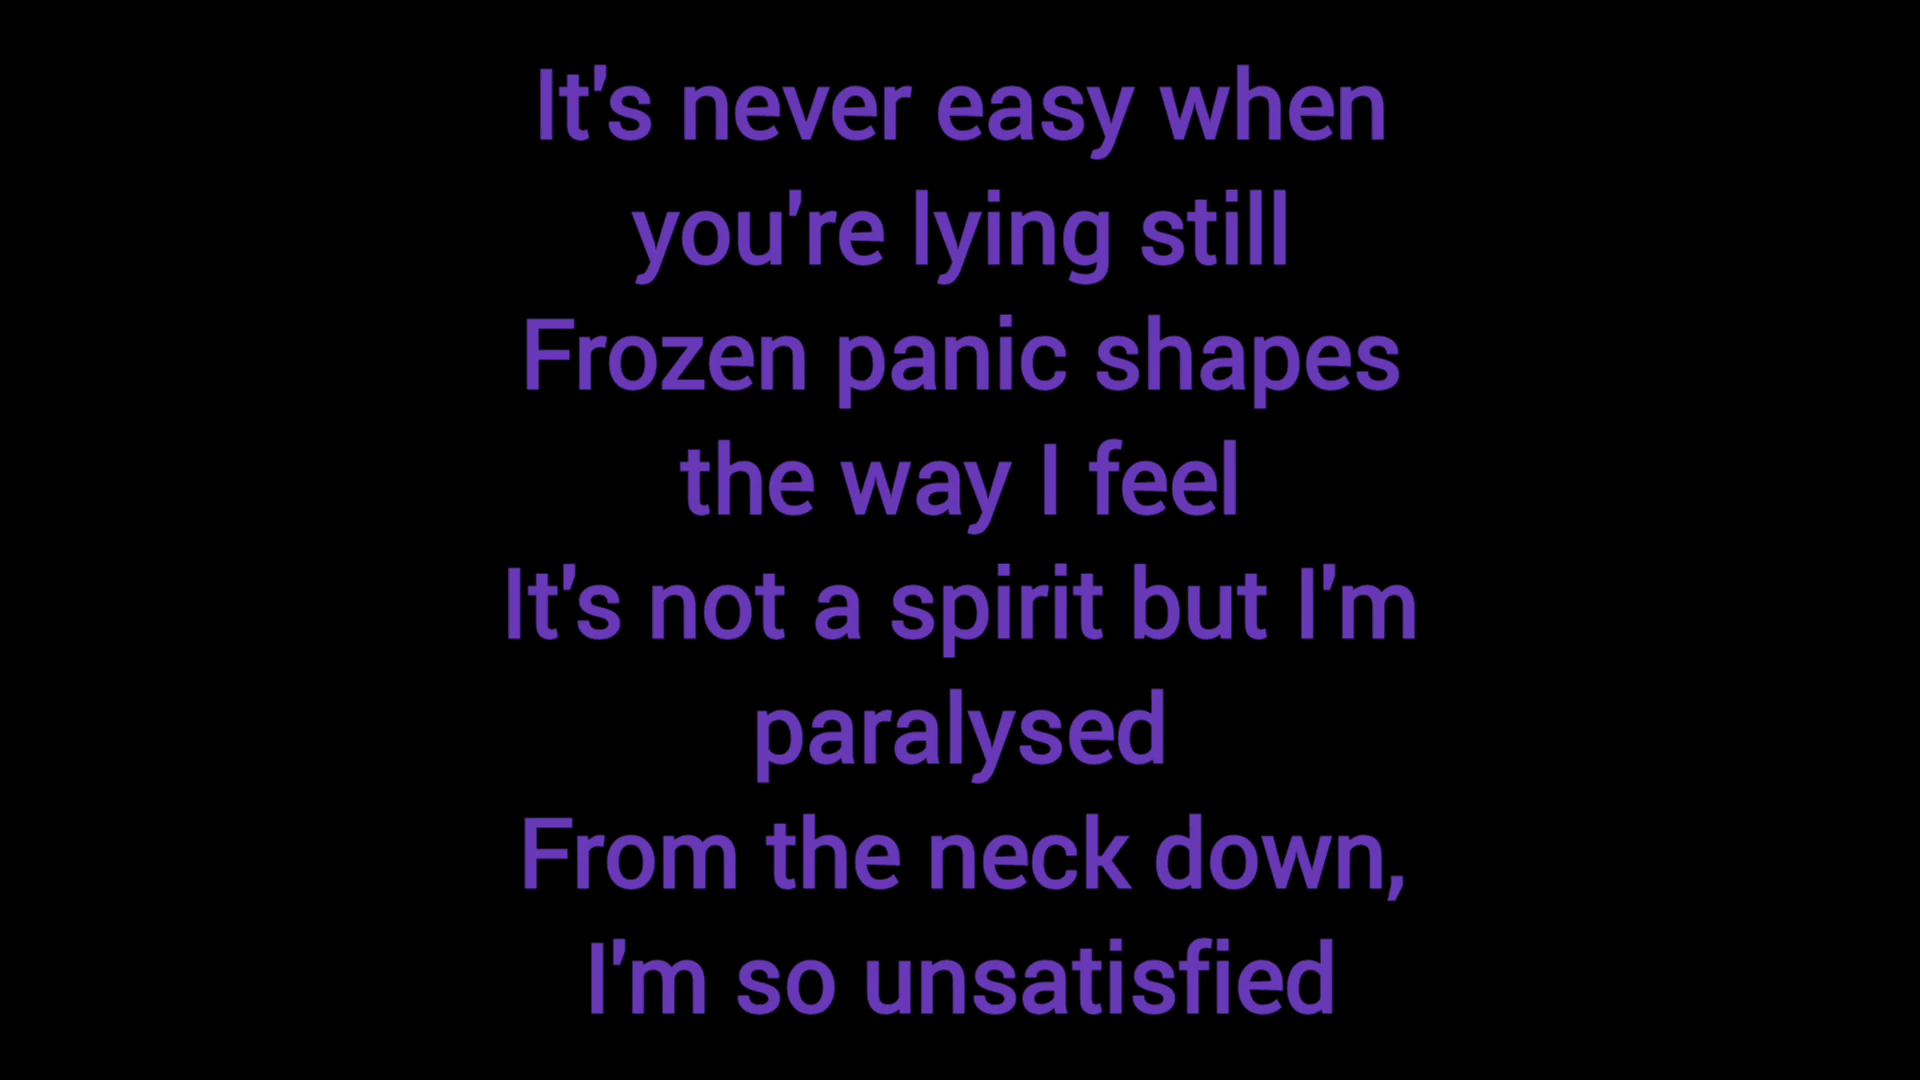 It's never easy when
you're lying still
Frozen panic shapes
the way I feel
It's not a spirit but I'm
paralysed
From the neck down,
I'm so unsatisfied